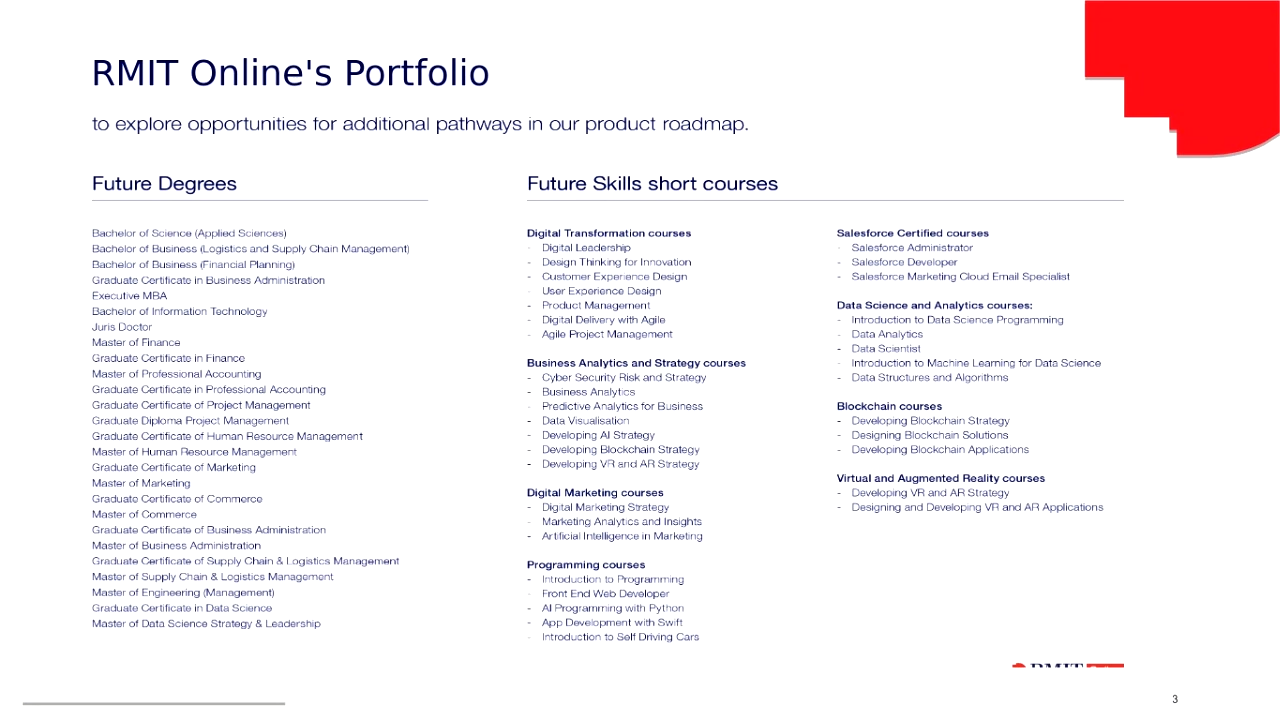 RMIT Online's Portfolio
to explore opportunities for additional pathways in our product roadmap.
Future Degrees
Bachelor of Science (Applied Sciences)
Bachelor of Business (Logistics and Supply Chain Management)
Bachelor of Business (Financial Planning)
Graduate Certificate in Business Administration
Executive MBA
Bachelor of Information Technology
Juris Doctor
Master of Finance
Graduate Certificate in Finance
Master of Professional Accounting
Graduate Certificate in Professional Accounting
Graduate Certificate of Project Management
Graduate Diploma Project Management
Graduate Certificate of Human Resource Management
Master of Human Resource Management
Graduate Certificate of Marketing
Master of Marketing
Graduate Certificate of Commerce
Master of Commerce
Graduate Certificate of Business Administration
Master of Business Administration
Graduate Certificate of Supply Chain & Logistics Management
Master of Supply Chain & Logistics Management
Master of Engineering (Management)
Graduate Certificate in Data Science
Master of Data Science Strategy & Leadership
Future Skills short courses
Digital Transformation courses
- Digital Leadership
- Design Thinking for Innovation
- Customer Experience Design
- User Experience Design
- Product Management
- Digital Delivery with Agile
- Agile Project Management
Business Analytics and Strategy courses
- Cyber Security Risk and Strategy
- Business Analytics
- Predictive Analytics for Business
- Data Visualisation
- Developing AI Strategy
- Developing Blockchain Strategy
- Developing VR and AR Strategy
Digital Marketing courses
- Digital Marketing Strategy
- Marketing Analytics and Insights
- Artificial Intelligence in Marketing
Programming courses
- Introduction to Programming
- Front End Web Developer
- AI Programming with Python
- App Development with Swift
- Introduction to Self Driving Cars
Salesforce Certified courses
- Salesforce Administrator
- Salesforce Developer
- Salesforce Marketing Cloud Email Specialist
Data Science and Analytics courses:
- Introduction to Data Science Programming
- Data Analytics
- Data Scientist
- Introduction to Machine Learning for Data Science
- Data Structures and Algorithms
Blockchain courses
- Developing Blockchain Strategy
- Designing Blockchain Solutions
- Developing Blockchain Applications
Virtual and Augmented Reality courses
- Developing VR and AR Strategy
- Designing and Developing VR and AR Applications
RMIT
3